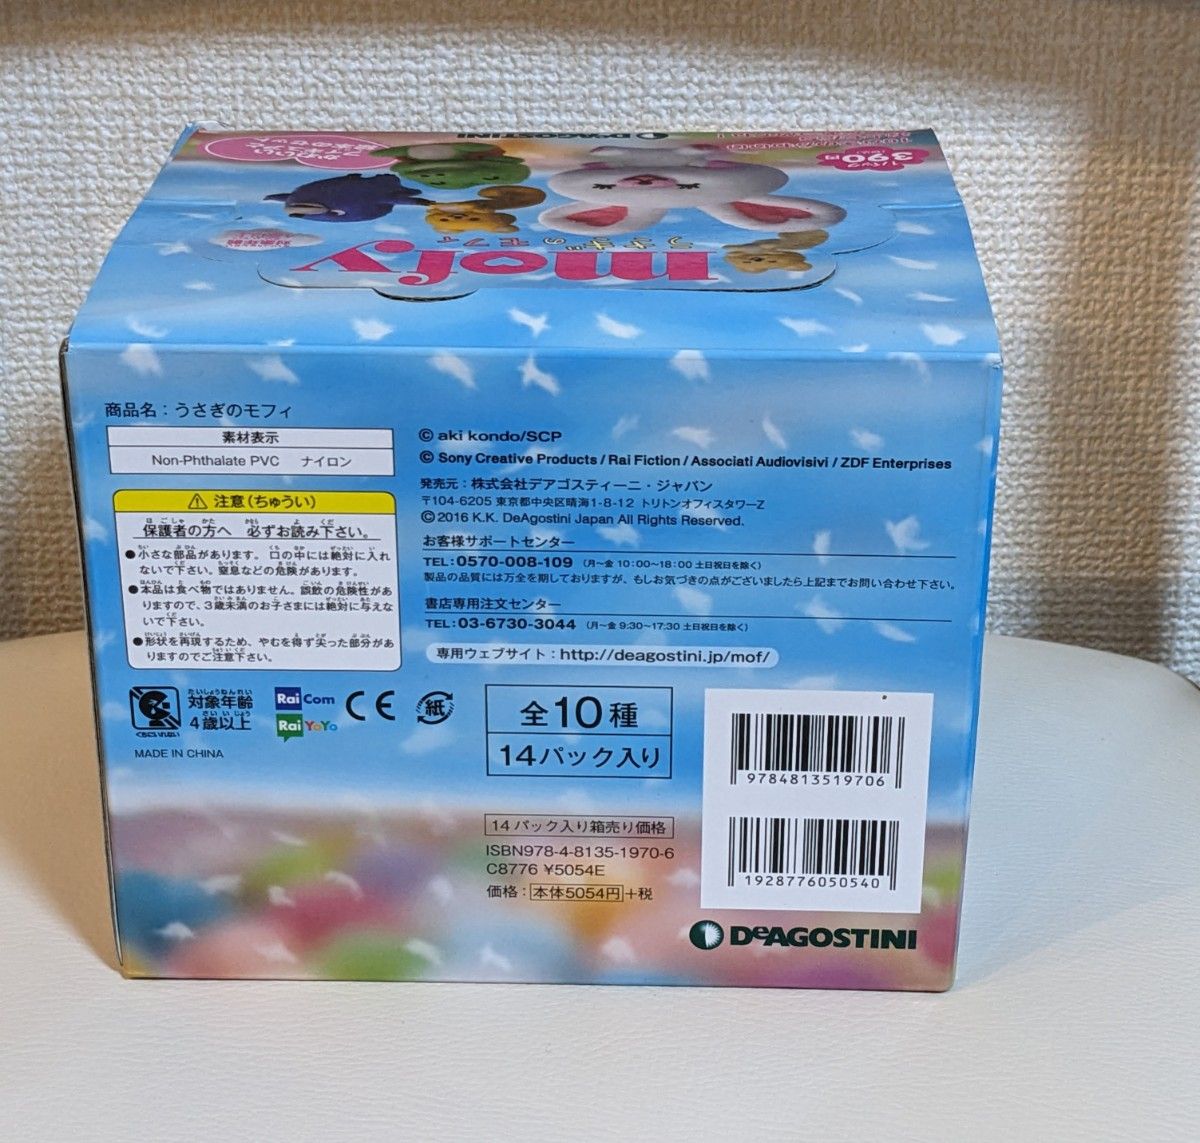 DeAGOSTINI
1パック
390円
mofy
うさぎのモフィ
対象年齢
商品名：うさぎのモフィ
素材表示
Non-Phthalate PVC　ナイロン
注意（ちゅうい）
保護者の方へ　必ずお読み下さい。
●小さな部品があります。口の中には絶対に入れ
ないで下さい。窒息などの危険があります。
●本品は食べ物ではありません。誤飲の危険性があ
りますので、3歳未満のお子さまには絶対に与えな
いで下さい。
●形状を再現するため、やむを得ず尖った部分があ
りますのでご注意下さい。
くちにいれない
対象年齢
4歳以上
Rai Com
Rai YoYo
CE
紙
MADE IN CHINA
© aki kondo/SCP
© Sony Creative Products / Rai Fiction / Associati Audiovisivi / ZDF Enterprises
発売元：株式会社デアゴスティーニ・ジャパン
〒104-6205 東京都中央区晴海1-8-12 トリトンオフィスタワーZ
© 2016 K.K. DeAgostini Japan All Rights Reserved.
お客様サポートセンター
TEL：0570-008-109　（月〜金 10:00〜18:00 土日祝日を除く）
製品の品質には万全を期しておりますが、もしお気づきの点がございましたら上記までお問い合わせ下さい。
書店専用注文センター
TEL：03-6730-3044　（月〜金 9:30〜17:30 土日祝日を除く）
専用ウェブサイト：http://deagostini.jp/mof/
全10種
14パック入り
14パック入り箱売り価格
ISBN978-4-8135-1970-6
C8776 ¥5054E
価格：本体5054円+税
9784813519706
1928776050540
DeAGOSTINI